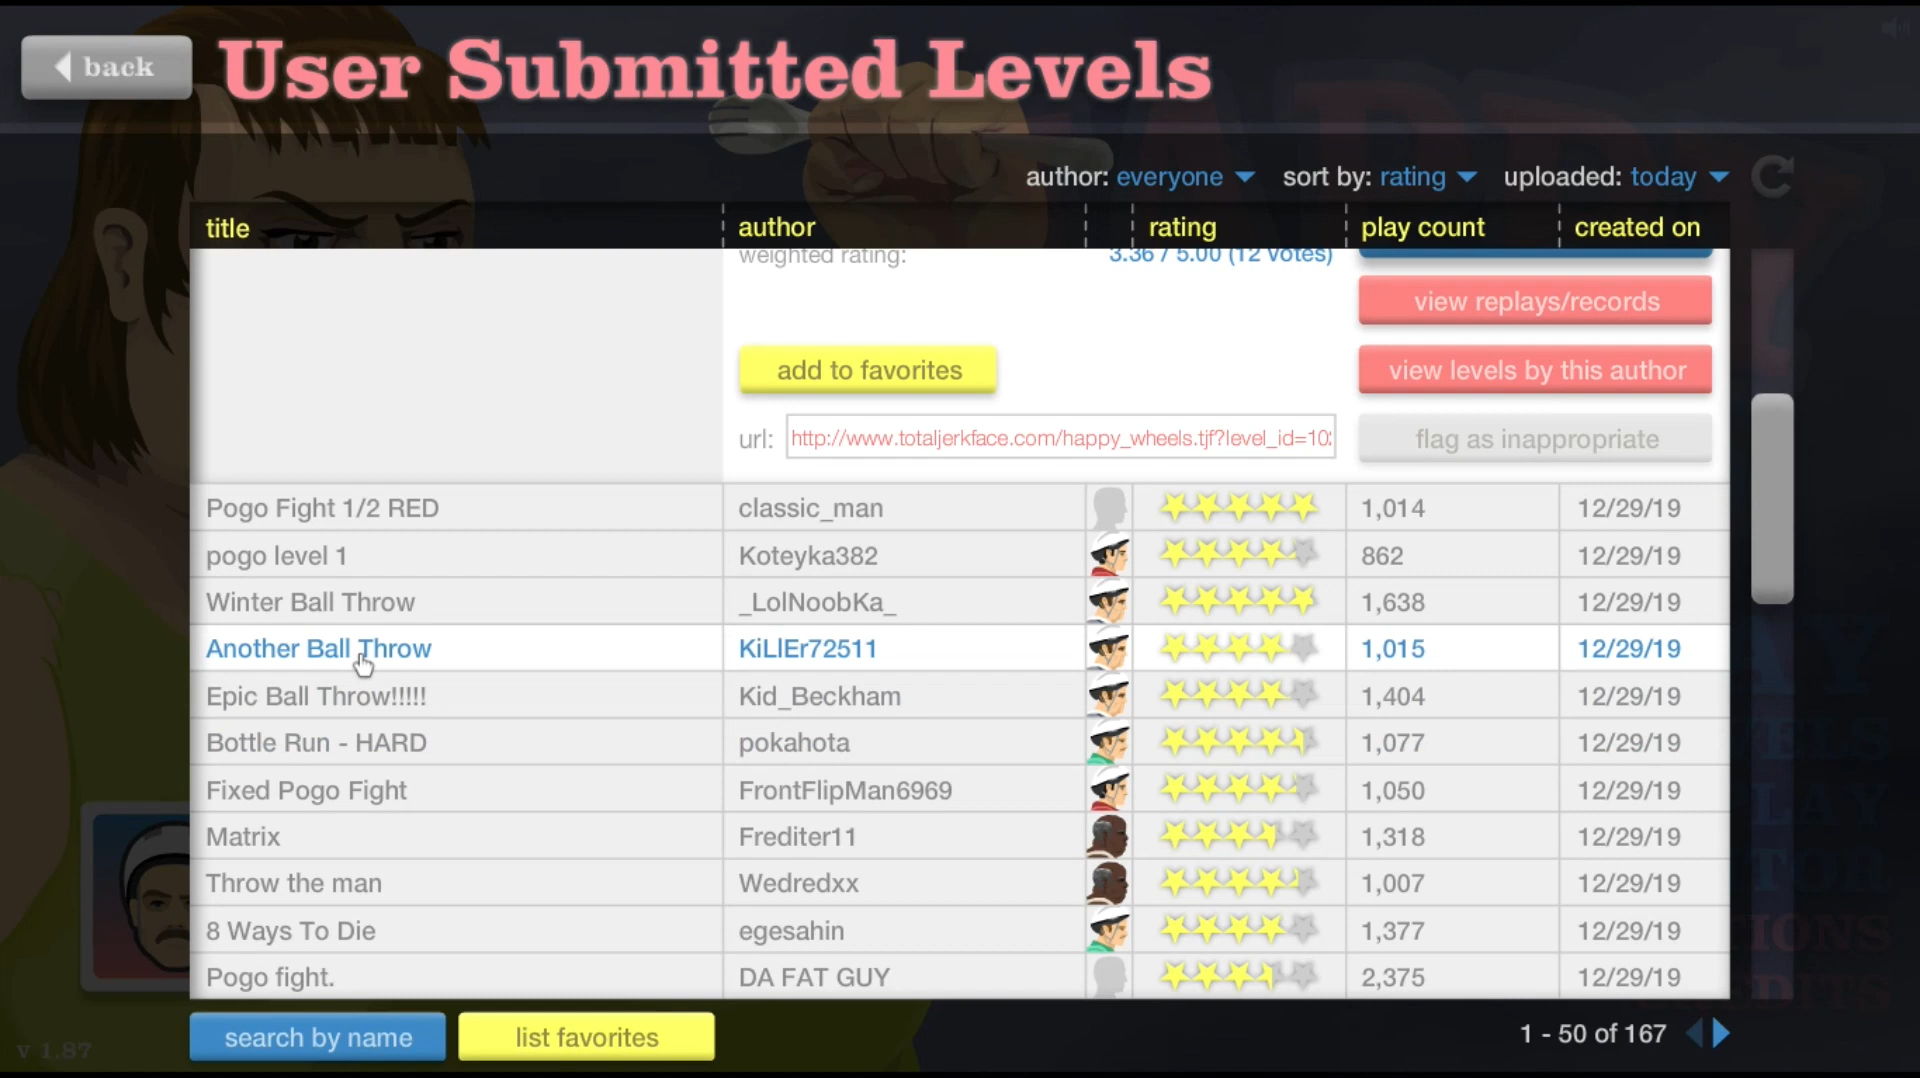 back
User Submitted Levels
author: everyone sort by: rating uploaded: today
title author rating play count created on
weighted rating: 3.36 / 5.00 (12 votes)
view replays/records
add to favorites view levels by this author
url: http://www.totaljerkface.com/happy_wheels.tjf?level_id=10 flag as inappropriate
Pogo Fight 1/2 RED classic_man 1,014 12/29/19
pogo level 1 Koteyka382 862 12/29/19
Winter Ball Throw _LolNoobKa_ 1,638 12/29/19
Another Ball Throw KiLlEr72511 1,015 12/29/19
Epic Ball Throw!!!!! Kid_Beckham 1,404 12/29/19
Bottle Run - HARD pokahota 1,077 12/29/19
Fixed Pogo Fight FrontFlipMan6969 1,050 12/29/19
Matrix Frediter11 1,318 12/29/19
Throw the man Wedredxx 1,007 12/29/19
8 Ways To Die egesahin 1,377 12/29/19
Pogo fight. DA FAT GUY 2,375 12/29/19
search by name list favorites 1 - 50 of 167
v 1.87